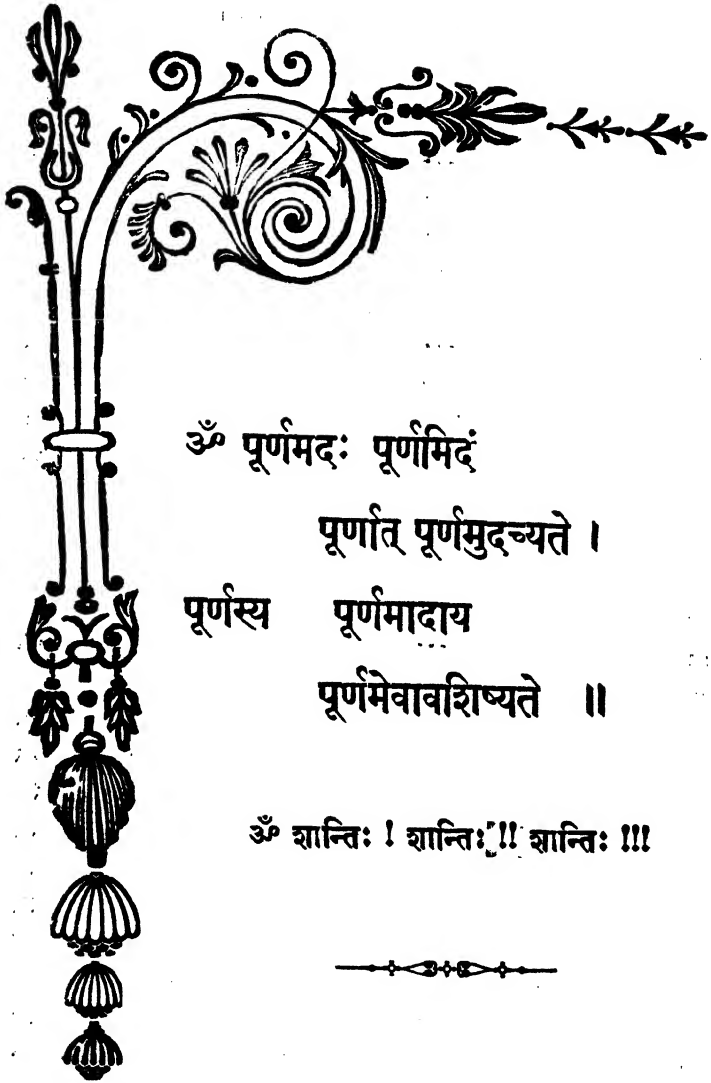 ॐ पूर्णमदः पूर्णमिदं
पूर्णात् पूर्णमुदच्यते ।
पूर्णस्य पूर्णमादाय
पूर्णमेवावशिष्यते ॥
ॐ शान्तिः ! शान्तिः !! शान्तिः !!!